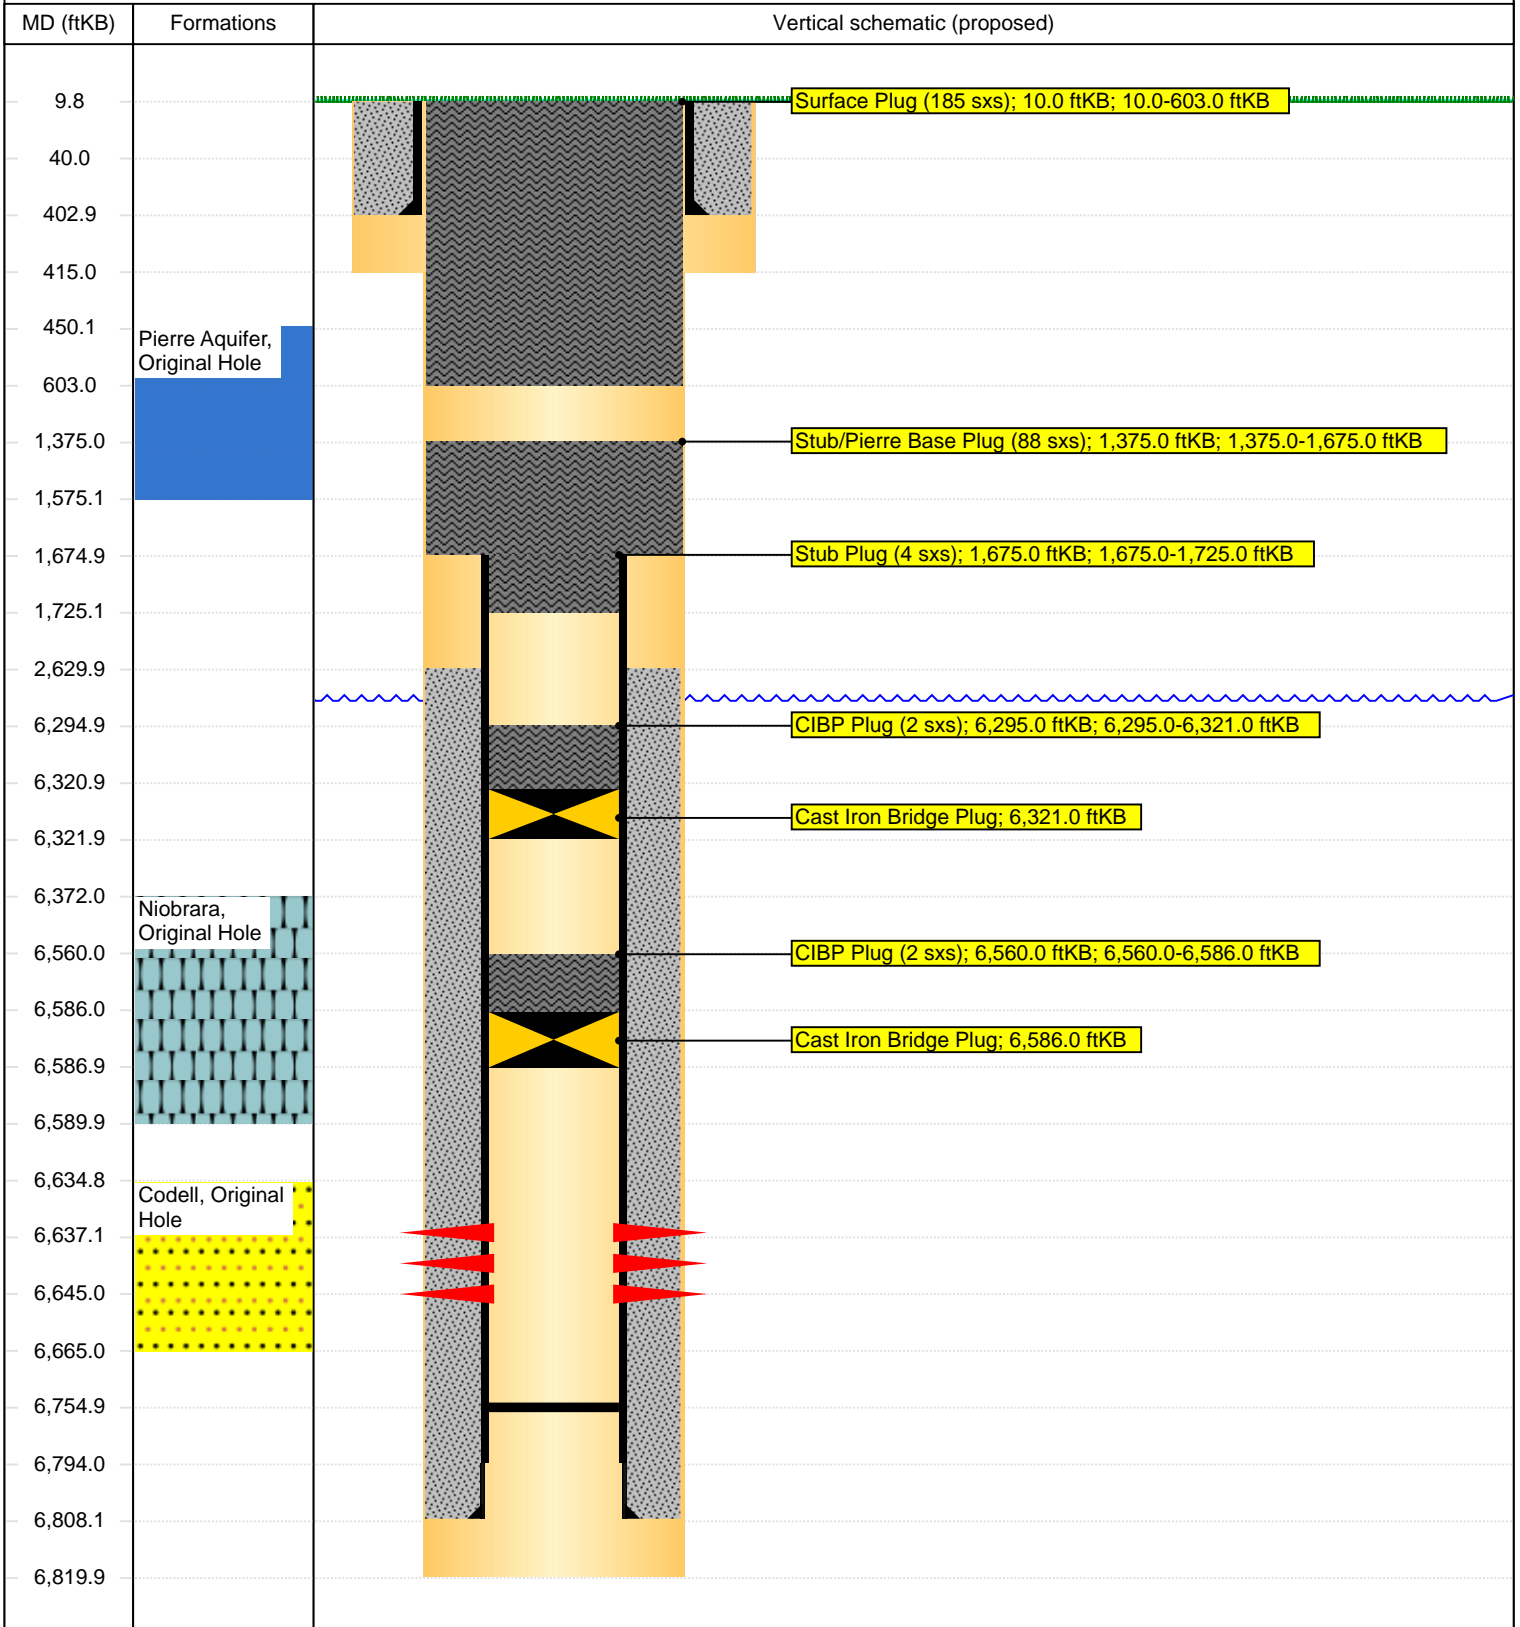 MD (ftKB) Formations Vertical schematic (proposed)
9.8
Surface Plug (185 sxs); 10.0 ftKB; 10.0-603.0 ftKB
40.0
402.9
415.0
450.1
Pierre Aquifer,
Original Hole
603.0
1,375.0
Stub/Pierre Base Plug (88 sxs); 1,375.0 ftKB; 1,375.0-1,675.0 ftKB
1,575.1
1,674.9
Stub Plug (4 sxs); 1,675.0 ftKB; 1,675.0-1,725.0 ftKB
1,725.1
2,629.9
6,294.9
CIBP Plug (2 sxs); 6,295.0 ftKB; 6,295.0-6,321.0 ftKB
6,320.9
Cast Iron Bridge Plug; 6,321.0 ftKB
6,321.9
6,372.0
Niobrara,
Original Hole
6,560.0
CIBP Plug (2 sxs); 6,560.0 ftKB; 6,560.0-6,586.0 ftKB
6,586.0
Cast Iron Bridge Plug; 6,586.0 ftKB
6,586.9
6,589.9
6,634.8
Codell, Original
Hole
6,637.1
6,645.0
6,665.0
6,754.9
6,794.0
6,808.1
6,819.9